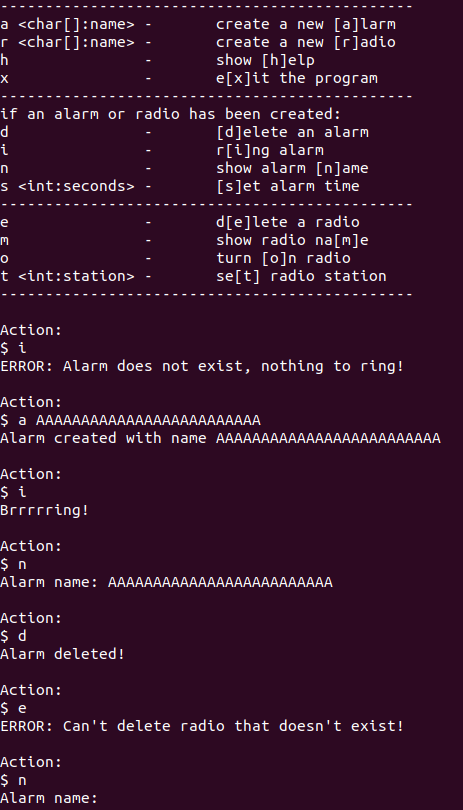 ---------------------------------------------- 
a <char[]:name> -       create a new [a]larm
r <char[]:name> -       create a new [r]adio
h               -       show [h]elp
x               -       e[x]it the program
----------------------------------------------
if an alarm or radio has been created:
d               -       [d]elete an alarm
i               -       r[i]ng alarm
n               -       show alarm [n]ame
s <int:seconds> -       [s]et alarm time
----------------------------------------------
e               -       d[e]lete a radio
m               -       show radio na[m]e
o               -       turn [o]n radio
t <int:station> -       se[t] radio station
----------------------------------------------
Action:
$ i
ERROR: Alarm does not exist, nothing to ring!
Action:
$ a AAAAAAAAAAAAAAAAAAAAAAAAA
Alarm created with name AAAAAAAAAAAAAAAAAAAAAAAAA
Action:
$ i
Brrrrring!
Action:
$ n
Alarm name: AAAAAAAAAAAAAAAAAAAAAAAAA
Action:
$ d
Alarm deleted!
Action:
$ e
ERROR: Can't delete radio that doesn't exist!
Action:
$ n
Alarm name: